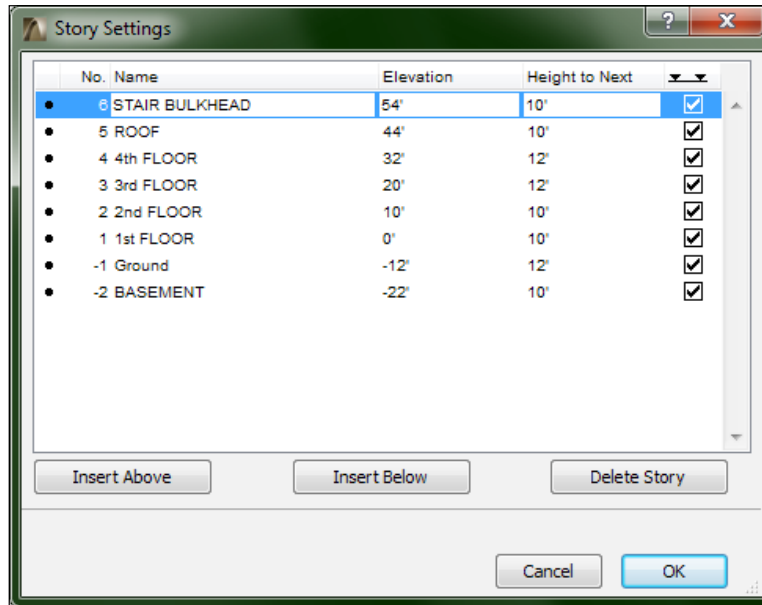 Story Settings
? X
No. Name Elevation Height to Next
6 STAIR BULKHEAD 54' 10'
5 ROOF 44' 10'
4 4th FLOOR 32' 12'
3 3rd FLOOR 20' 12'
2 2nd FLOOR 10' 10'
1 1st FLOOR 0' 10'
-1 Ground -12' 12'
-2 BASEMENT -22' 10'
Insert Above Insert Below Delete Story
Cancel OK